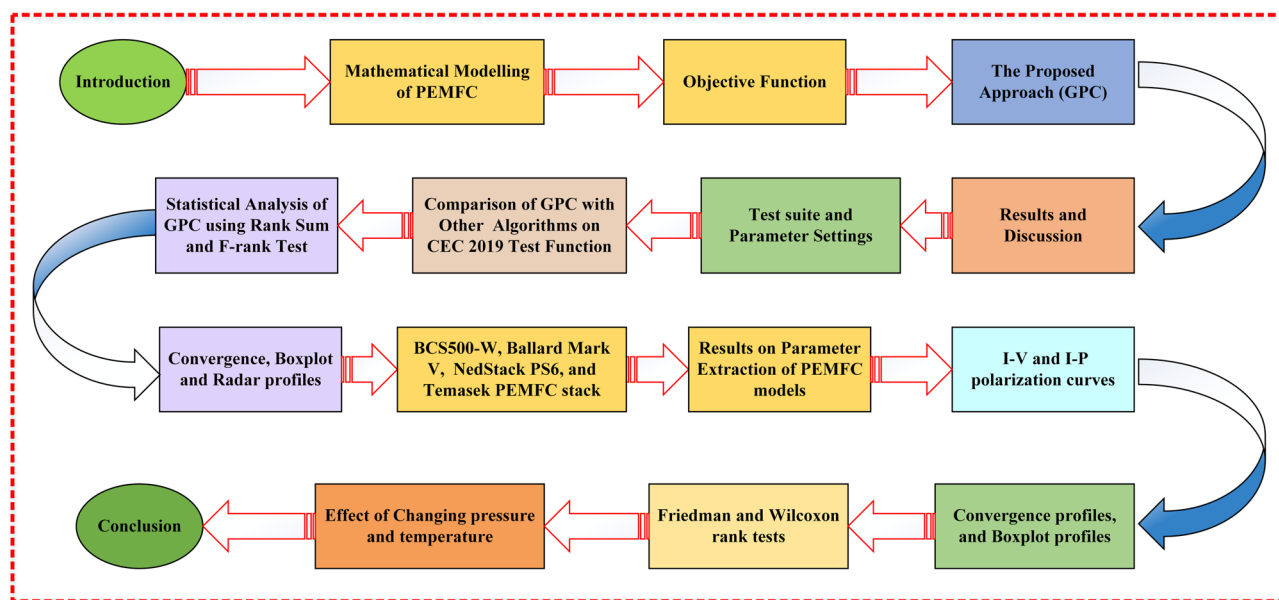 Introduction
Mathematical Modelling
of PEMFC
Objective Function
The Proposed
Approach (GPC)
Results and
Discussion
Test suite and
Parameter Settings
Comparison of GPC with
Other Algorithms on
CEC 2019 Test Function
Statistical Analysis of
GPC using Rank Sum
and F-rank Test
Convergence, Boxplot
and Radar profiles
BCS500-W, Ballard Mark
V, NedStack PS6, and
Temasek PEMFC stack
Results on Parameter
Extraction of PEMFC
models
I-V and I-P
polarization curves
Convergence profiles,
and Boxplot profiles
Friedman and Wilcoxon
rank tests
Effect of Changing pressure
and temperature
Conclusion